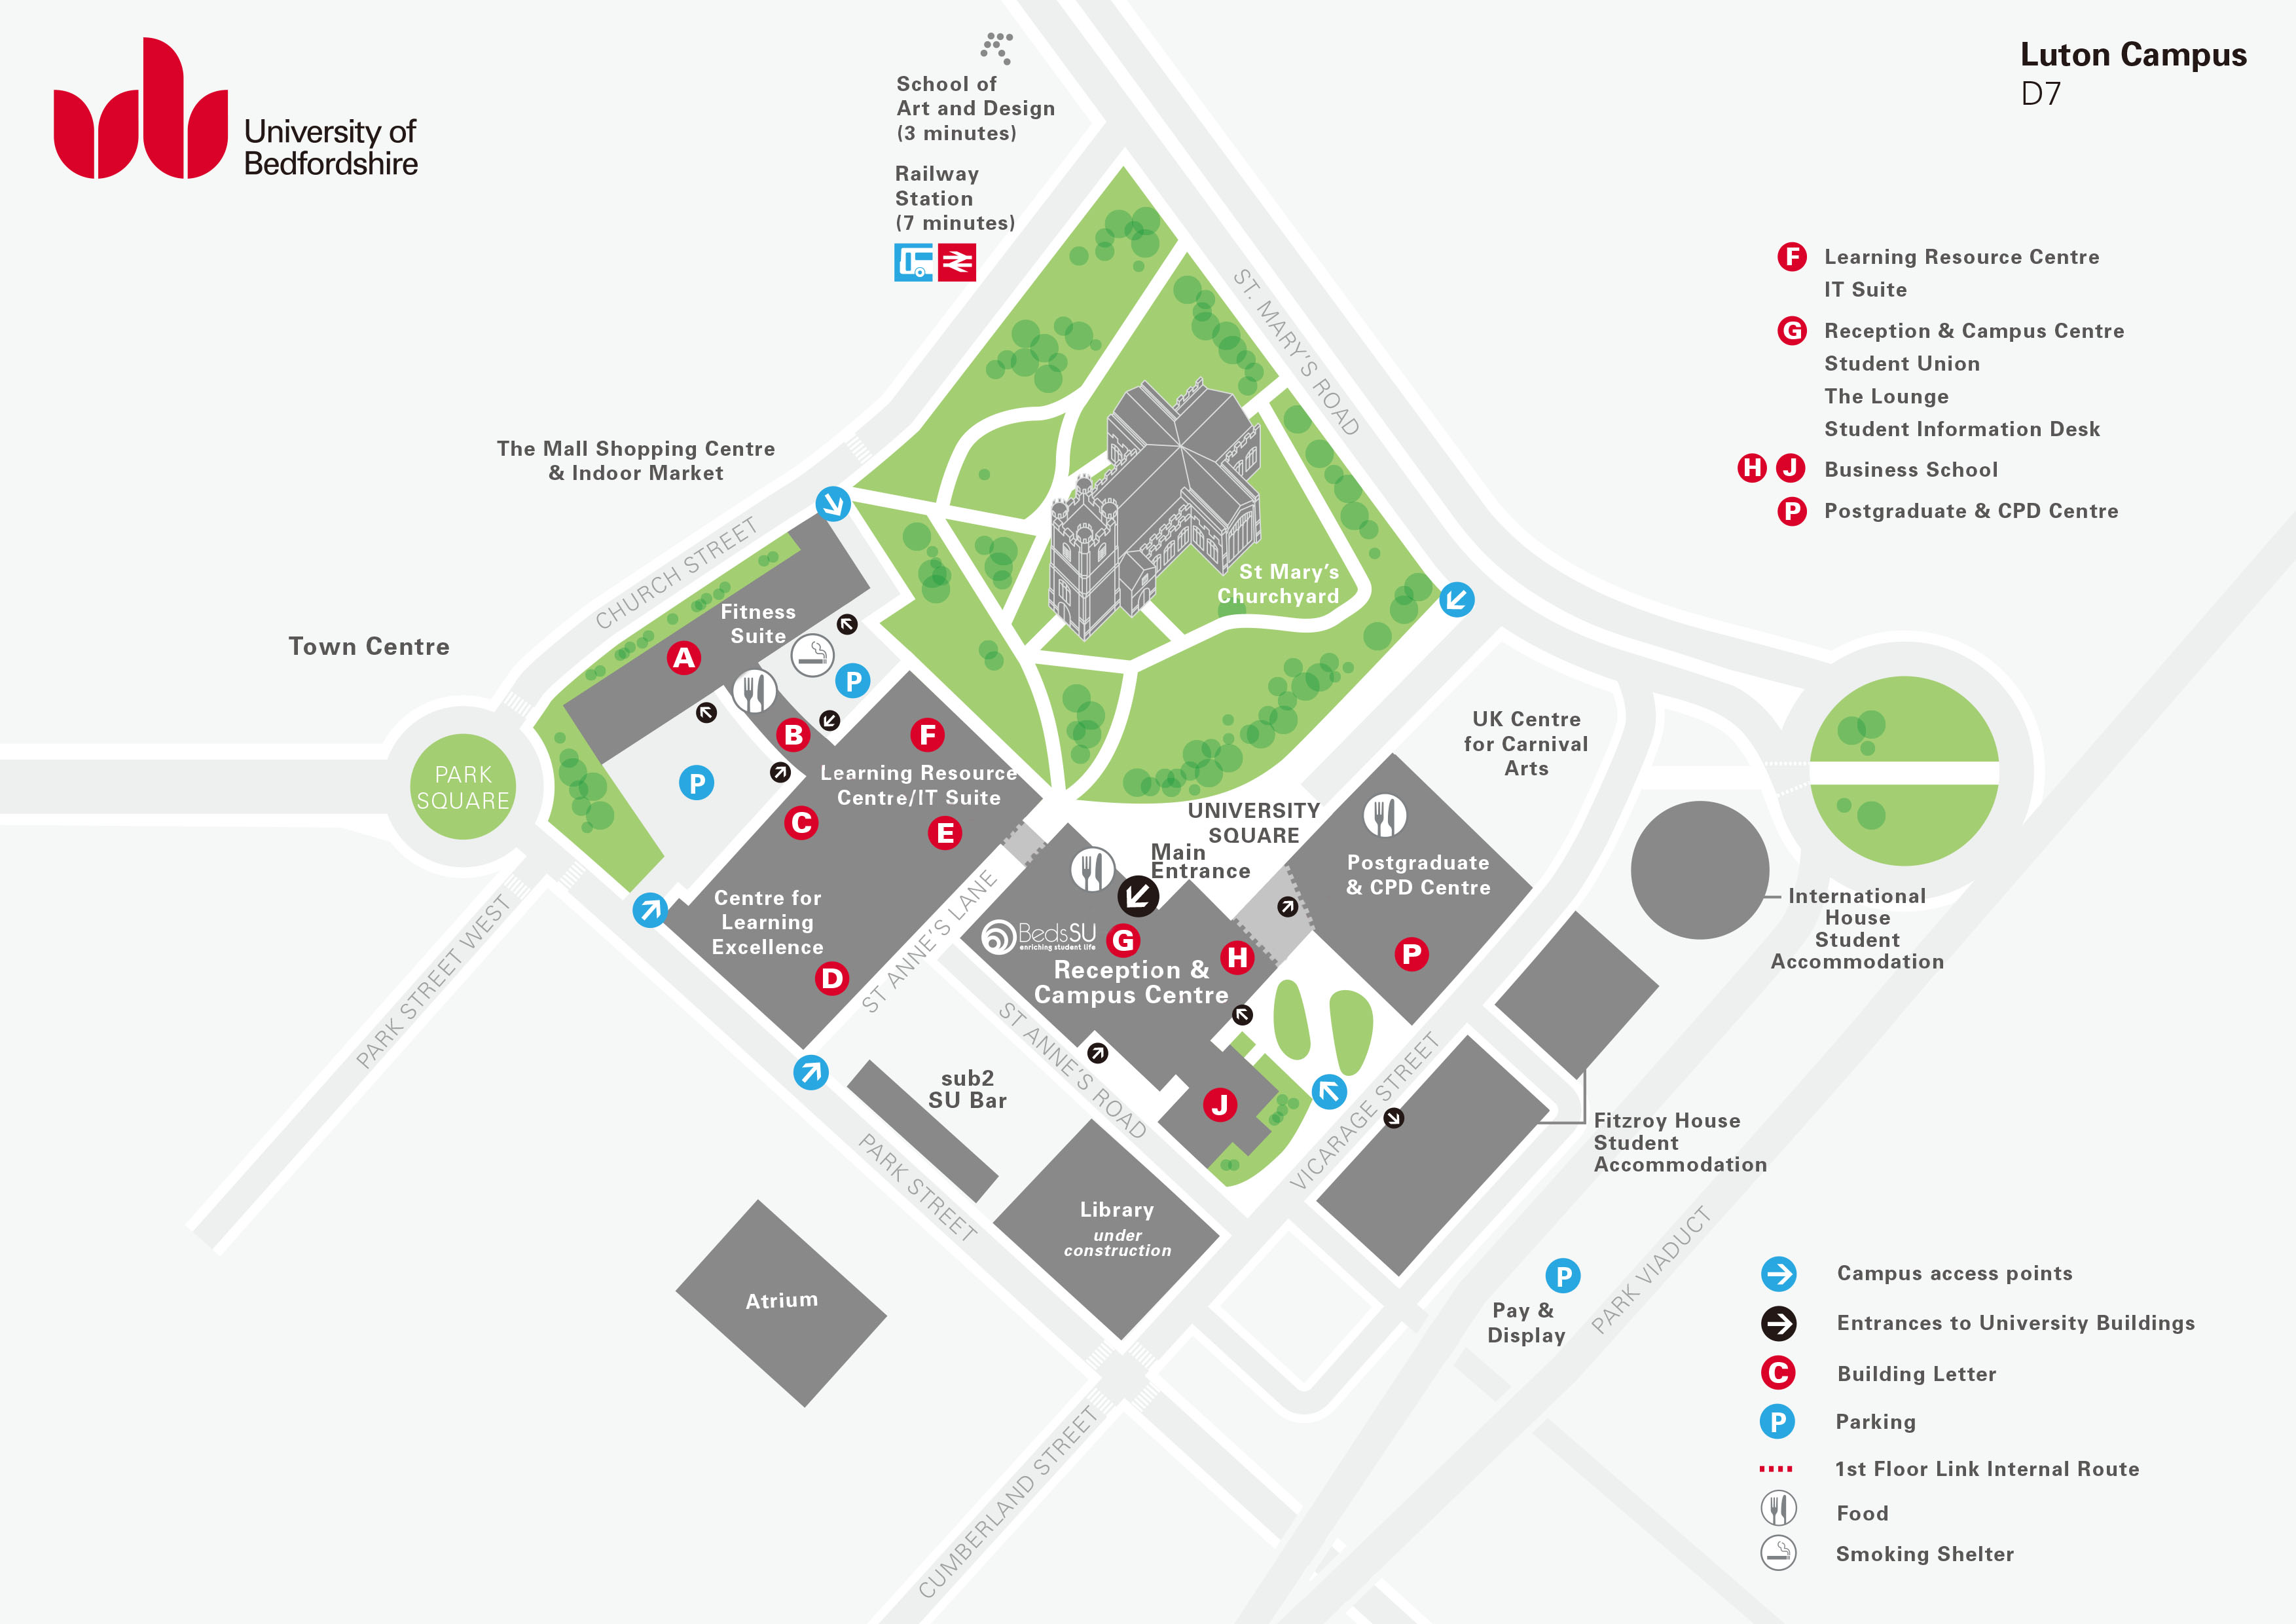 University of
Bedfordshire
Luton Campus
D7
School of
Art and Design
(3 minutes)
Railway
Station
(7 minutes)
F Learning Resource Centre
IT Suite
G Reception & Campus Centre
Student Union
The Lounge
Student Information Desk
H J Business School
P Postgraduate & CPD Centre
ST. MARY'S ROAD
The Mall Shopping Centre
& Indoor Market
CHURCH STREET
St Mary's
Churchyard
Town Centre
Fitness
Suite
A
P
PARK
SQUARE
P
B
F
Learning Resource
Centre/IT Suite
C
E
UK Centre
for Carnival
Arts
UNIVERSITY
SQUARE
Main
Entrance
Postgraduate
& CPD Centre
P
Centre for
Learning
Excellence
D
ST ANNE'S LANE
BedsSU
enriching student life
G
H
Reception &
Campus Centre
International
House
Student
Accommodation
PARK STREET WEST
ST ANNE'S ROAD
sub2
SU Bar
J
VICARAGE STREET
Fitzroy House
Student
Accommodation
PARK STREET
Library
under
construction
Atrium
P
Pay &
Display
PARK VIADUCT
CUMBERLAND STREET
Campus access points
Entrances to University Buildings
C Building Letter
P Parking
1st Floor Link Internal Route
Food
Smoking Shelter